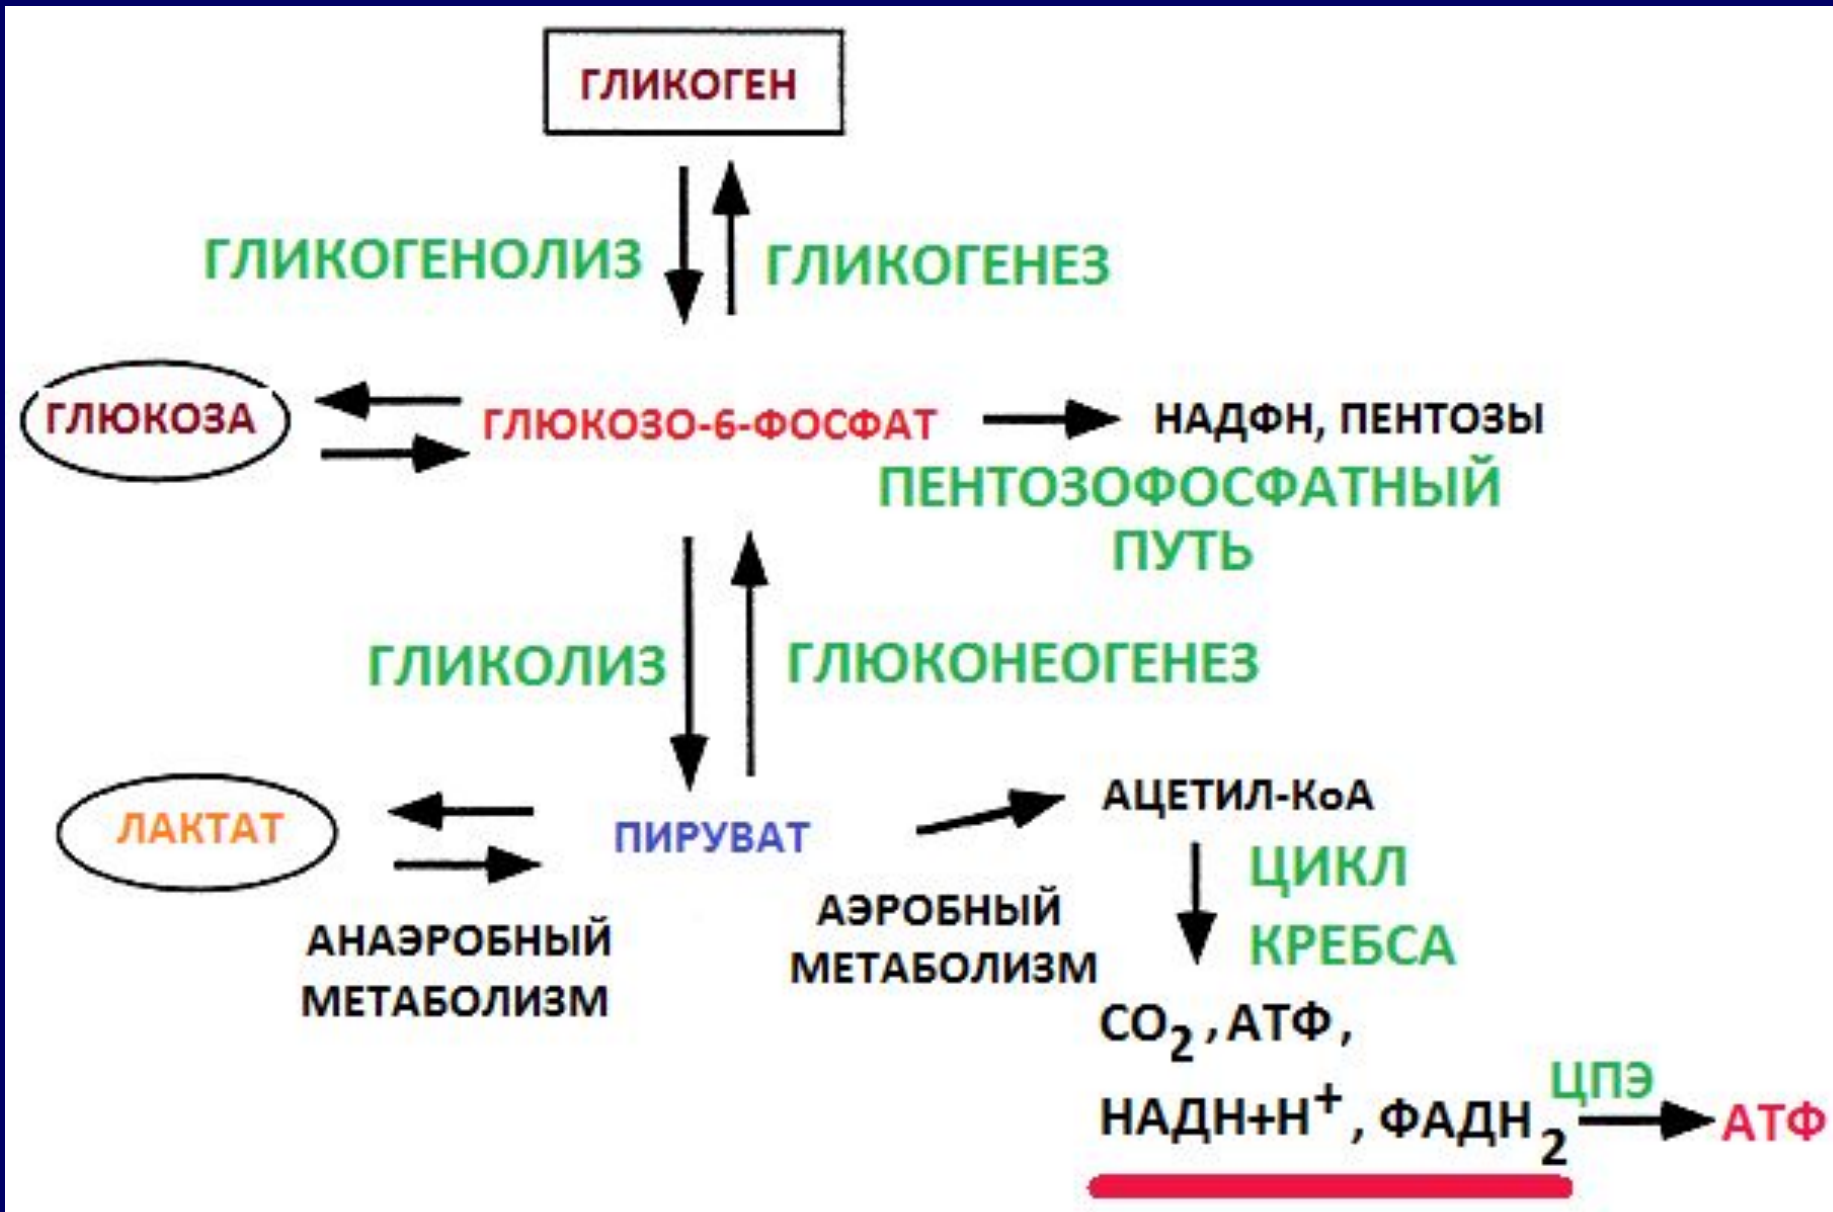 ГЛИКОГЕН
ГЛИКОГЕНОЛИЗ
ГЛИКОГЕНЕЗ
ГЛЮКОЗА
ГЛЮКОЗО-6-ФОСФАТ
НАДФН, ПЕНТОЗЫ
ПЕНТОЗОФОСФАТНЫЙ
ПУТЬ
ГЛИКОЛИЗ
ГЛЮКОНЕОГЕНЕЗ
ЛАКТАТ
ПИРУВАТ
АЦЕТИЛ-КоА
ЦИКЛ
КРЕБСА
АНАЭРОБНЫЙ
МЕТАБОЛИЗМ
АЭРОБНЫЙ
МЕТАБОЛИЗМ
CO₂, АТФ,
НАДН+Н⁺, ФАДН₂
ЦПЭ
АТФ